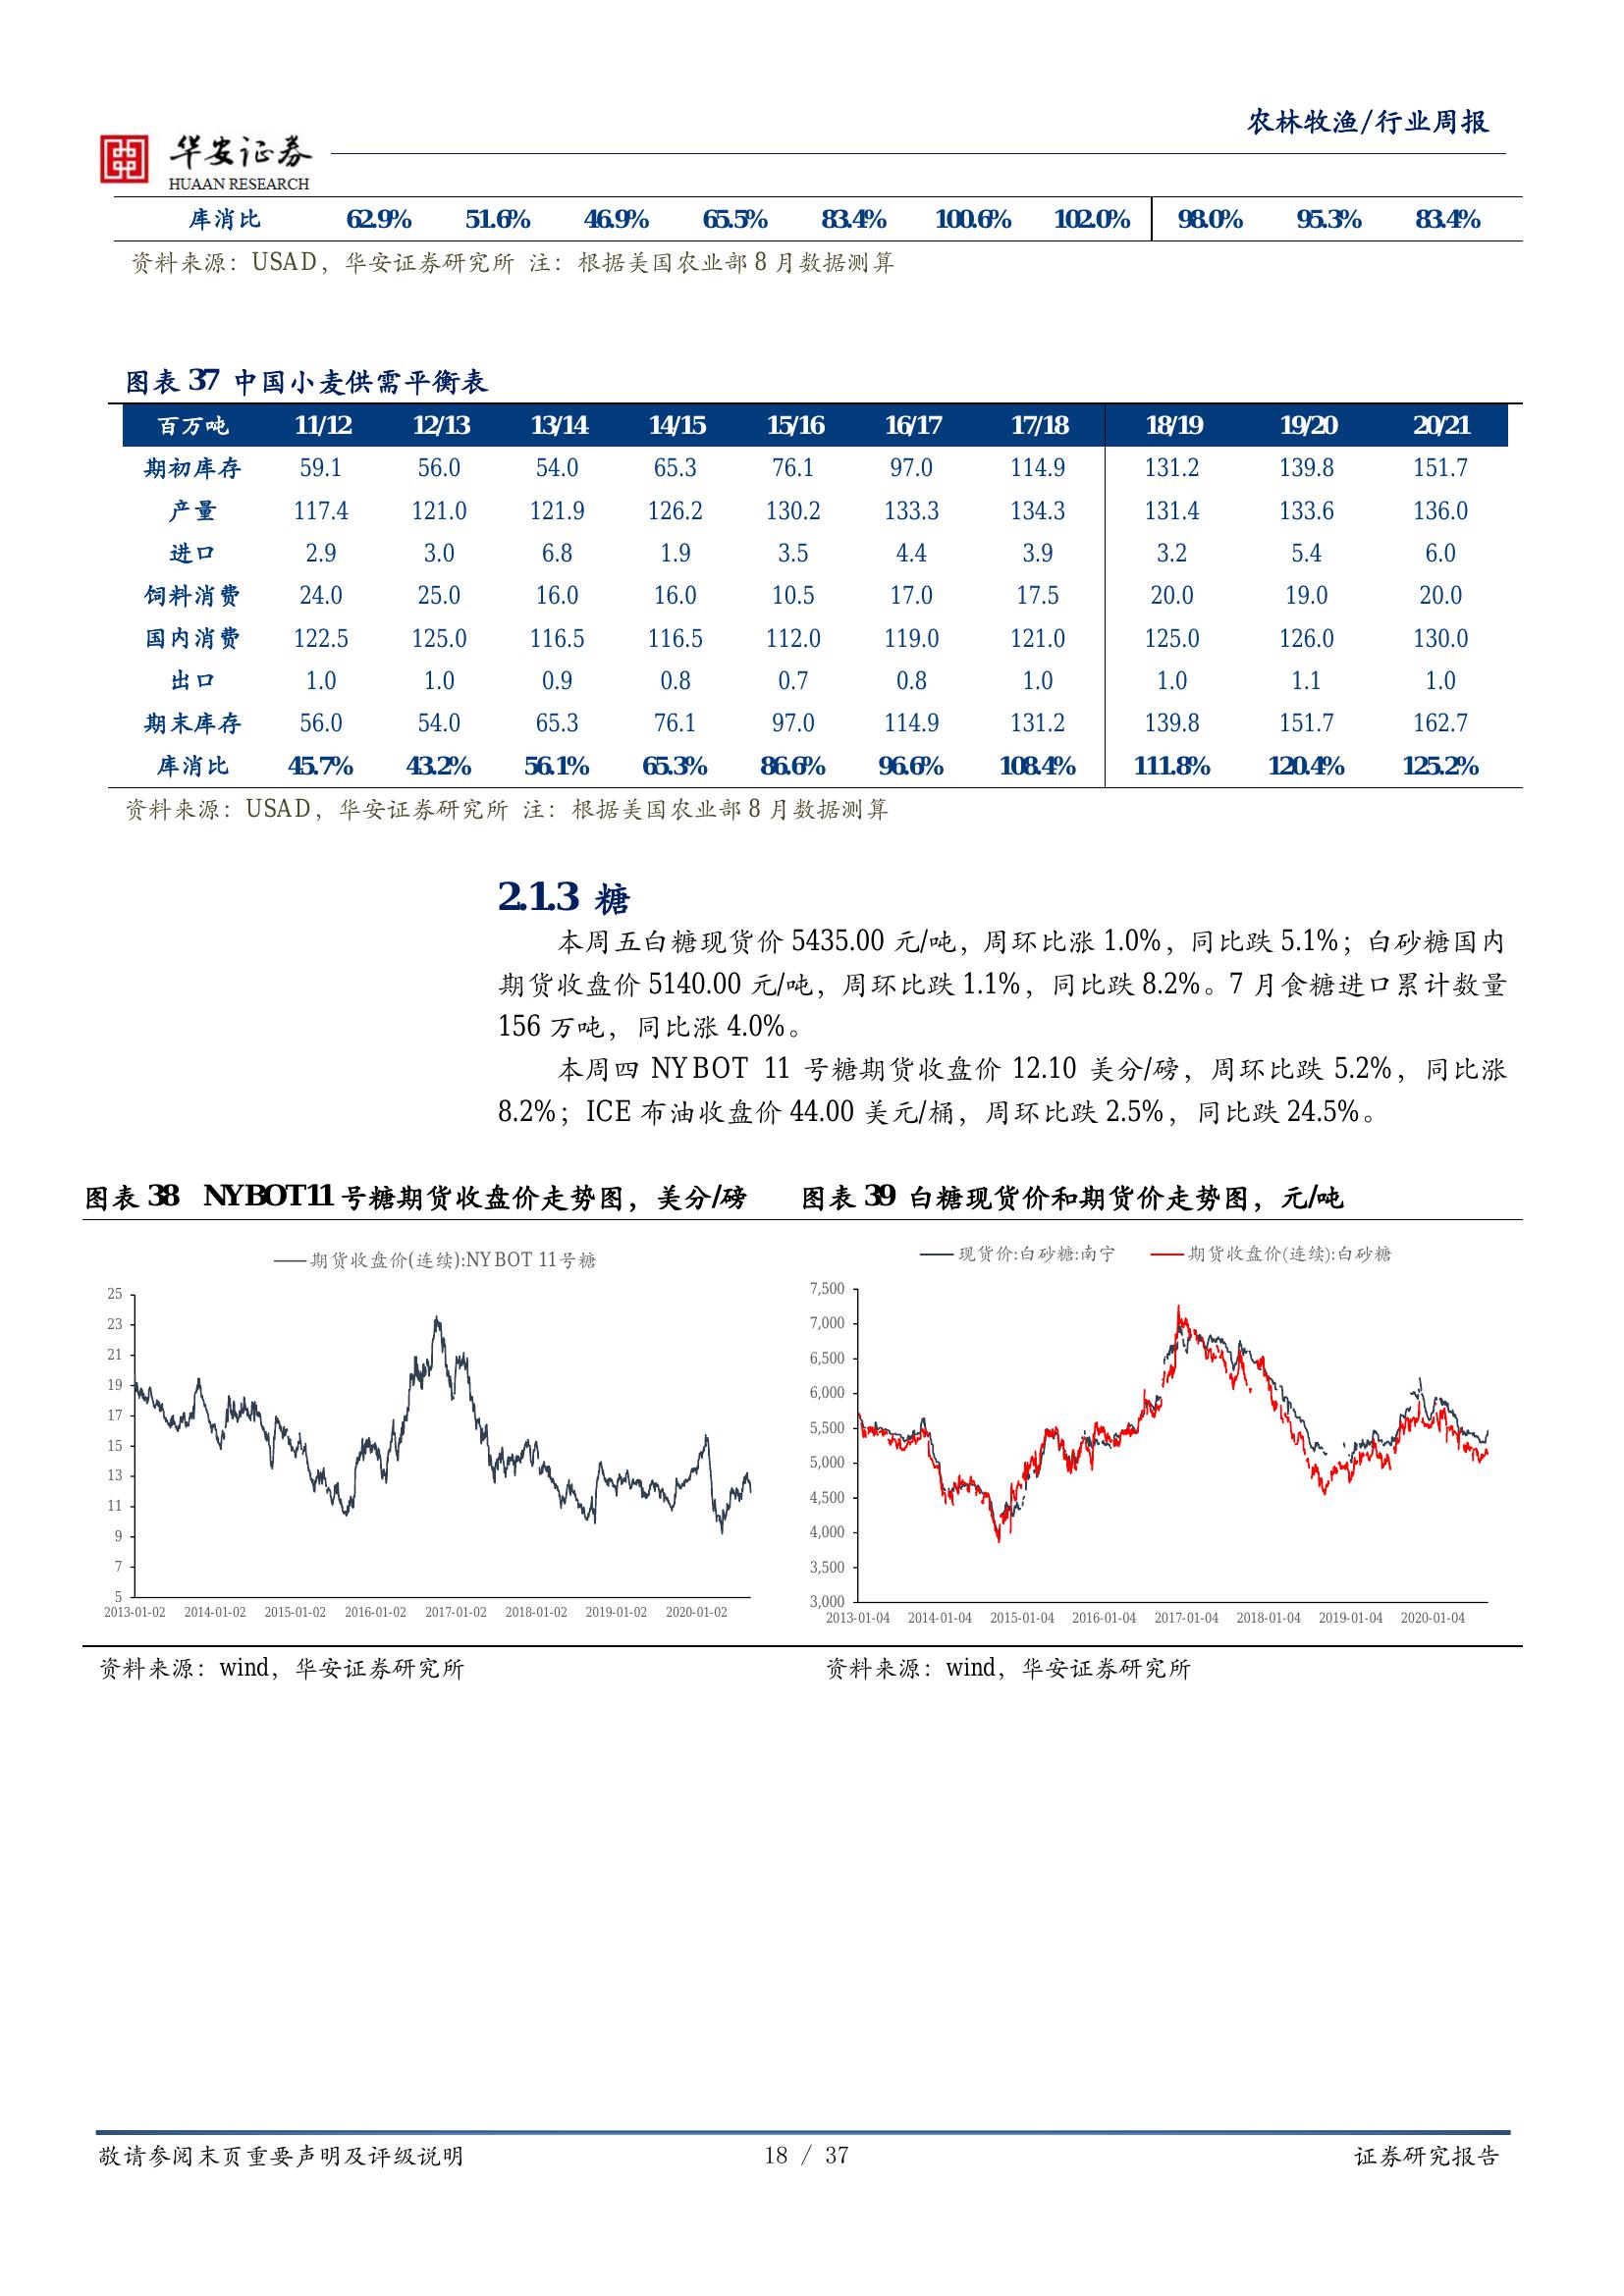 农林牧渔/行业周报
华安证券
HUAAN RESEARCH
库消比 62.9% 51.6% 46.9% 65.5% 83.4% 100.6% 102.0% 98.0% 95.3% 83.4%
资料来源：USAD，华安证券研究所 注：根据美国农业部 8 月数据测算
图表 37 中国小麦供需平衡表
百万吨 11/12 12/13 13/14 14/15 15/16 16/17 17/18 18/19 19/20 20/21
期初库存 59.1 56.0 54.0 65.3 76.1 97.0 114.9 131.2 139.8 151.7
产量 117.4 121.0 121.9 126.2 130.2 133.3 134.3 131.4 133.6 136.0
进口 2.9 3.0 6.8 1.9 3.5 4.4 3.9 3.2 5.4 6.0
饲料消费 24.0 25.0 16.0 16.0 10.5 17.0 17.5 20.0 19.0 20.0
国内消费 122.5 125.0 116.5 116.5 112.0 119.0 121.0 125.0 126.0 130.0
出口 1.0 1.0 0.9 0.8 0.7 0.8 1.0 1.0 1.1 1.0
期末库存 56.0 54.0 65.3 76.1 97.0 114.9 131.2 139.8 151.7 162.7
库消比 45.7% 43.2% 56.1% 65.3% 86.6% 96.6% 108.4% 111.8% 120.4% 125.2%
资料来源：USAD，华安证券研究所 注：根据美国农业部 8 月数据测算
2.1.3 糖
本周五白糖现货价 5435.00 元/吨，周环比涨 1.0%，同比跌 5.1%；白砂糖国内
期货收盘价 5140.00 元/吨，周环比跌 1.1%，同比跌 8.2%。7 月食糖进口累计数量
156 万吨，同比涨 4.0%。
本周四 NYBOT 11 号糖期货收盘价 12.10 美分/磅，周环比跌 5.2%，同比涨
8.2%；ICE 布油收盘价 44.00 美元/桶，周环比跌 2.5%，同比跌 24.5%。
图表 38 NYBOT11 号糖期货收盘价走势图，美分/磅
期货收盘价(连续):NYBOT 11号糖
25
23
21
19
17
15
13
11
9
7
5
2013-01-02 2014-01-02 2015-01-02 2016-01-02 2017-01-02 2018-01-02 2019-01-02 2020-01-02
资料来源：wind，华安证券研究所
图表 39 白糖现货价和期货价走势图，元/吨
现货价:白砂糖:南宁 期货收盘价(连续):白砂糖
7,500
7,000
6,500
6,000
5,500
5,000
4,500
4,000
3,500
3,000
2013-01-04 2014-01-04 2015-01-04 2016-01-04 2017-01-04 2018-01-04 2019-01-04 2020-01-04
资料来源：wind，华安证券研究所
敬请参阅末页重要声明及评级说明 18 / 37 证券研究报告